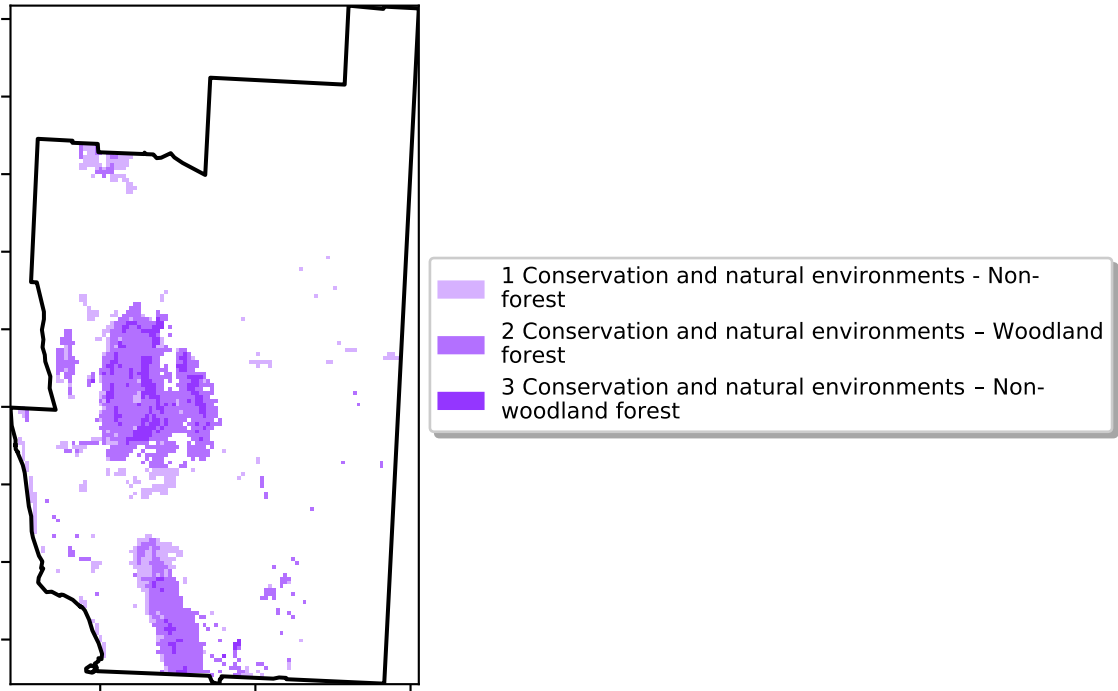 1 Conservation and natural environments - Non-
forest
2 Conservation and natural environments – Woodland
forest
3 Conservation and natural environments – Non-
woodland forest